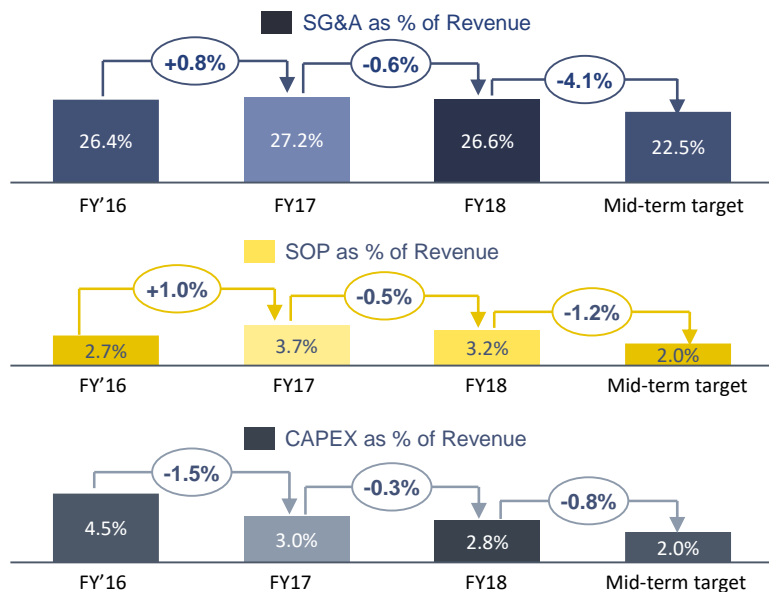 SG&A as % of Revenue
+0.8%
-0.6%
-4.1%
26.4%
27.2%
26.6%
22.5%
FY'16
FY17
FY18
Mid-term target
SOP as % of Revenue
+1.0%
-0.5%
-1.2%
2.7%
3.7%
3.2%
2.0%
FY'16
FY17
FY18
Mid-term target
CAPEX as % of Revenue
-1.5%
-0.3%
-0.8%
4.5%
3.0%
2.8%
2.0%
FY'16
FY17
FY18
Mid-term target